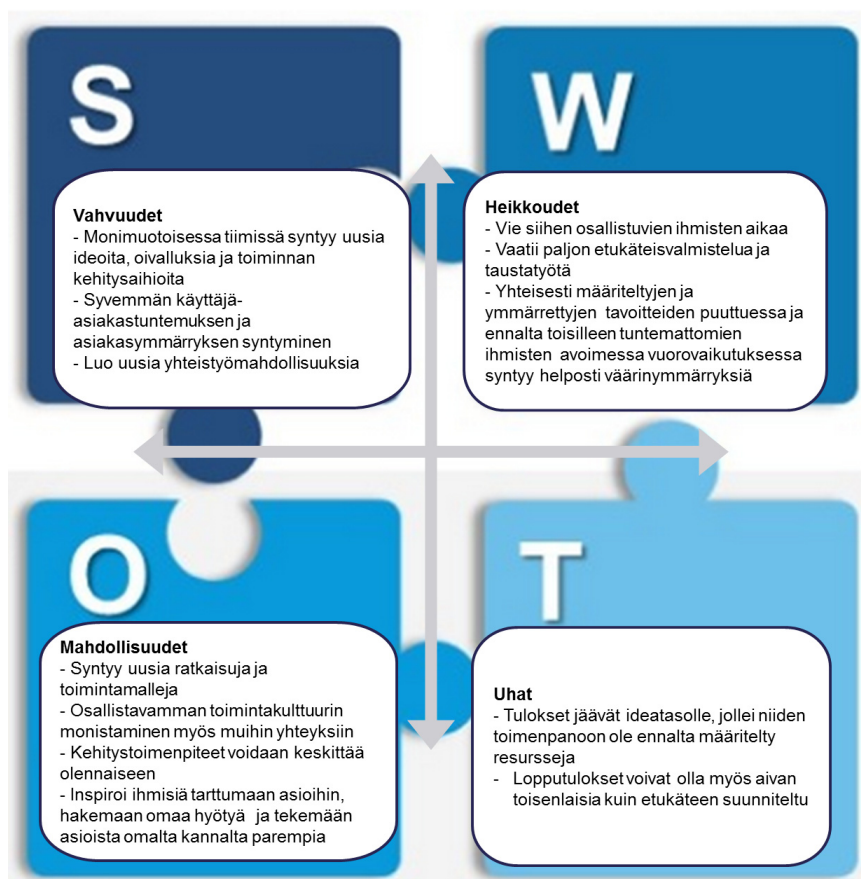 S
Vahvuudet
- Monimuotoisessa tiimissä syntyy uusia
ideoita, oivalluksia ja toiminnan
kehitysaihioita
- Syvemmän käyttäjä-
asiakastuntemuksen ja
asiakasymmärryksen syntyminen
- Luo uusia yhteistyömahdollisuuksia
W
Heikkoudet
- Vie siihen osallistuvien ihmisten aikaa
- Vaatii paljon etukäteisvalmistelua ja
taustatyötä
- Yhteisesti määriteltyjen ja
ymmärrettyjen tavoitteiden puuttuessa ja
ennalta toisilleen tuntemattomien
ihmisten avoimessa vuorovaikutuksessa
syntyy helposti väärinymmärryksiä
O
Mahdollisuudet
- Syntyy uusia ratkaisuja ja
toimintamalleja
- Osallistavamman toimintakulttuurin
monistaminen myös muihin yhteyksiin
- Kehitystoimenpiteet voidaan keskittää
olennaiseen
- Inspiroi ihmisiä tarttumaan asioihin,
hakemaan omaa hyötyä ja tekemään
asioista omalta kannalta parempia
T
Uhat
- Tulokset jäävät ideatasolle, jollei niiden
toimenpanoon ole ennalta määritelty
resursseja
- Lopputulokset voivat olla myös aivan
toisenlaisia kuin etukäteen suunniteltu